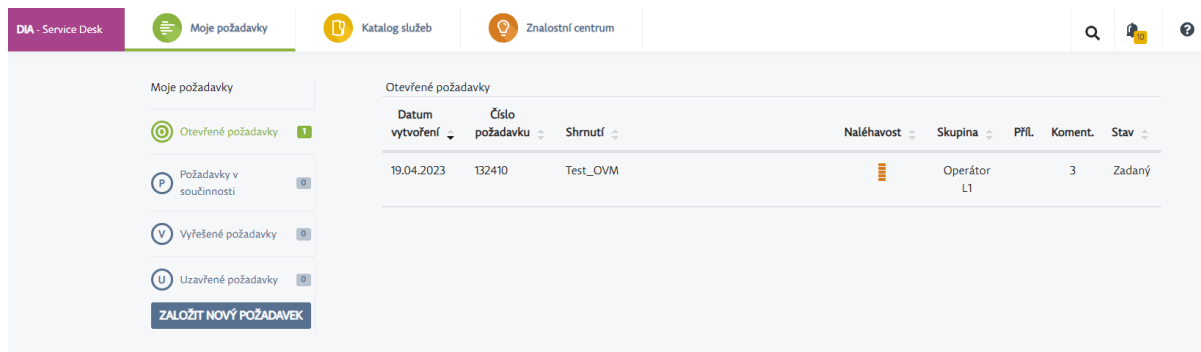 DIA - Service Desk
Moje požadavky
Katalog služeb
Znalostní centrum
10
Moje požadavky
Otevřené požadavky 1
P Požadavky v
součinnosti 0
V Vyřešené požadavky 0
U Uzavřené požadavky 0
ZALOŽIT NOVÝ POŽADAVEK
Otevřené požadavky
Datum
vytvoření
Číslo
požadavku
Shrnutí
Naléhavost
Skupina
Příl.
Koment.
Stav
19.04.2023 132410 Test_OVM Operátor
L1
3 Zadaný